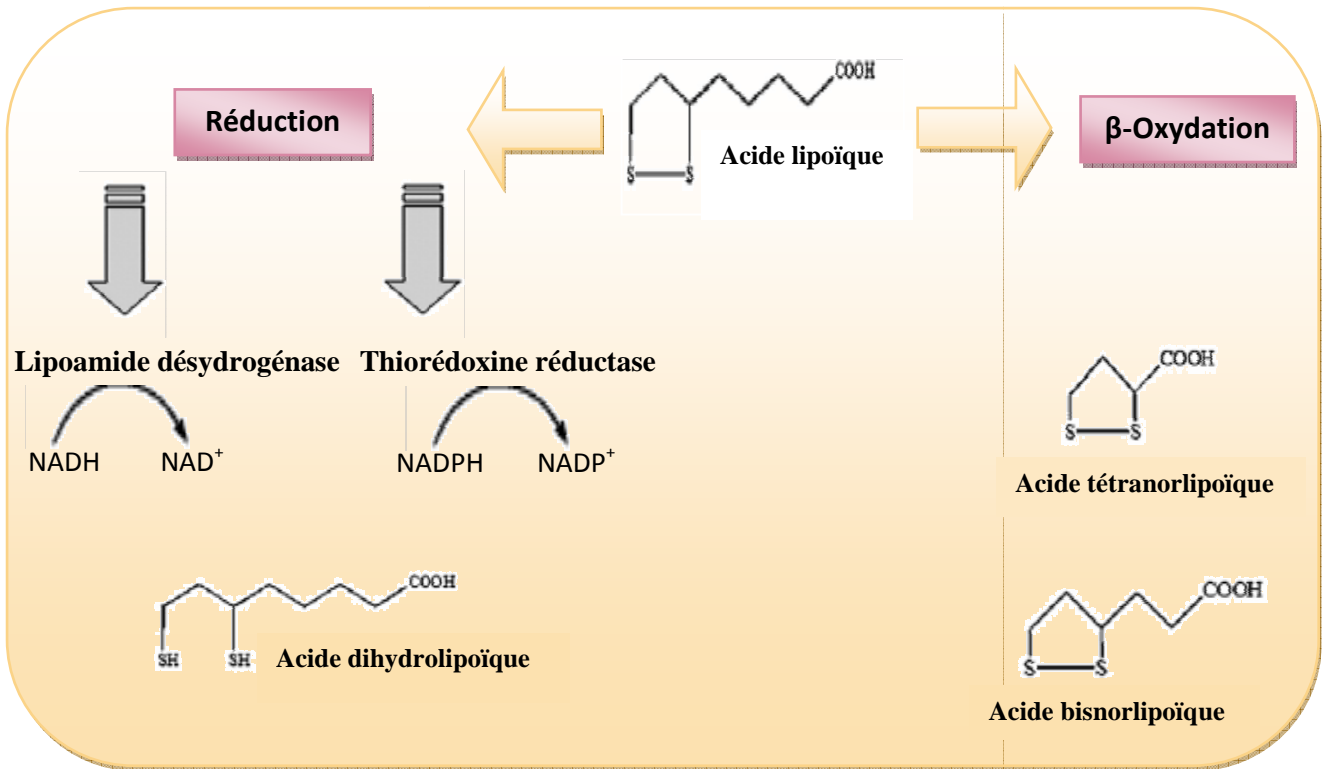 COOH
Réduction
S S
Acide lipoïque
β-Oxydation
Lipoamide désydrogénase
Thiorédoxine réductase
NADH NAD⁺
NADPH NADP⁺
COOH
S S
Acide tétranorlipoïque
COOH
SH SH
Acide dihydrolipoïque
COOH
S S
Acide bisnorlipoïque